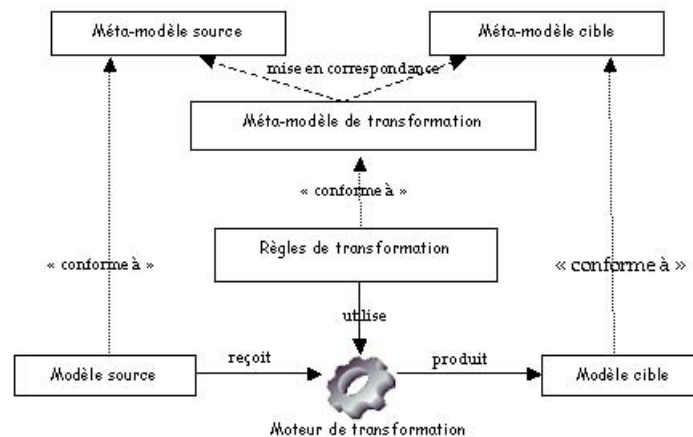 Méta-modèle source
Méta-modèle cible
mise en correspondance
Méta-modèle de transformation
« conforme à »
Règles de transformation
« conforme à »
« conforme à »
utilise
reçoit
produit
Modèle source
Modèle cible
Moteur de transformation